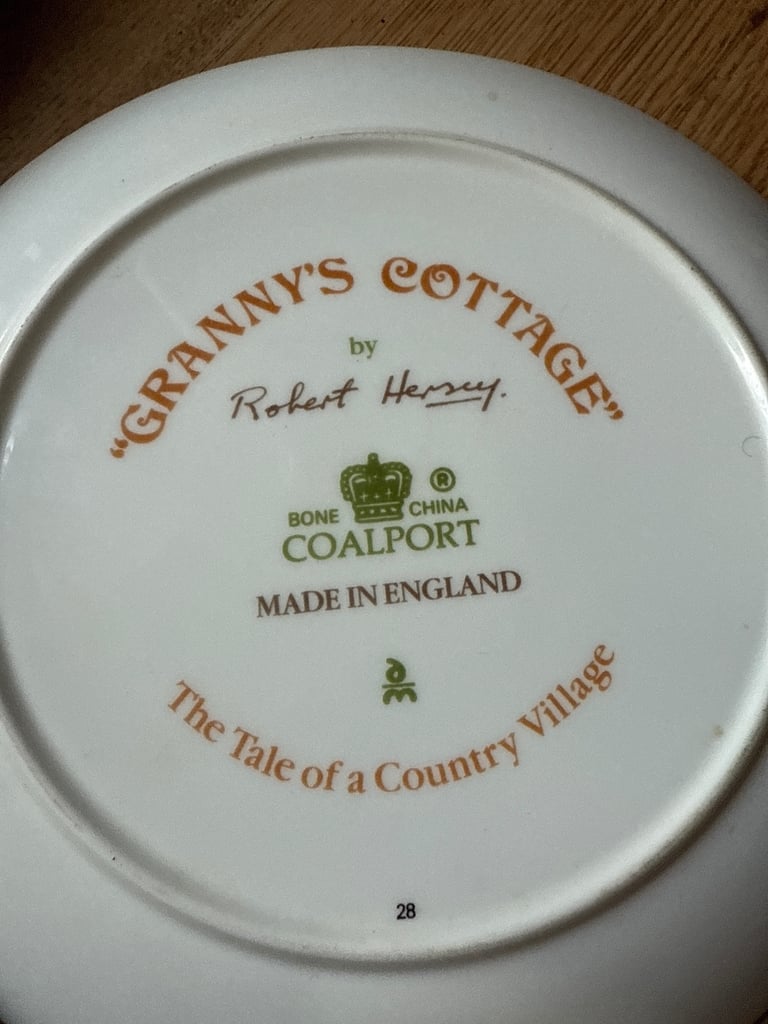 "GRANNY'S COTTAGE"
by
Robert Hersey.
®
BONE CHINA
COALPORT
MADE IN ENGLAND
The Tale of a Country Village
28